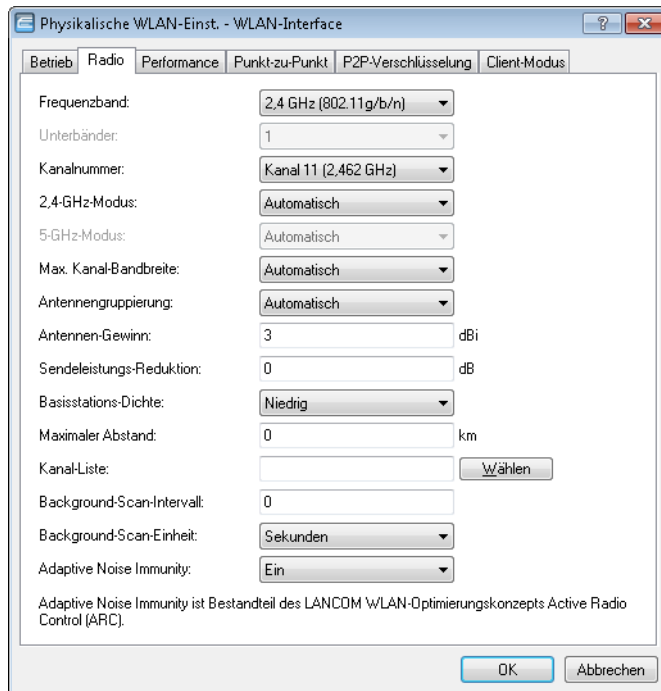 Physikalische WLAN-Einst. - WLAN-Interface
Betrieb Radio Performance Punkt-zu-Punkt P2P-Verschlüsselung Client-Modus
Frequenzband: 2,4 GHz (802.11g/b/n)
Unterbänder: 1
Kanalnummer: Kanal 11 (2,462 GHz)
2,4-GHz-Modus: Automatisch
5-GHz-Modus: Automatisch
Max. Kanal-Bandbreite: Automatisch
Antennengruppierung: Automatisch
Antennen-Gewinn: 3 dBi
Sendeleistungs-Reduktion: 0 dB
Basisstations-Dichte: Niedrig
Maximaler Abstand: 0 km
Kanal-Liste: Wählen
Background-Scan-Intervall: 0
Background-Scan-Einheit: Sekunden
Adaptive Noise Immunity: Ein
Adaptive Noise Immunity ist Bestandteil des LANCOM WLAN-Optimierungskonzepts Active Radio
Control (ARC).
OK Abbrechen